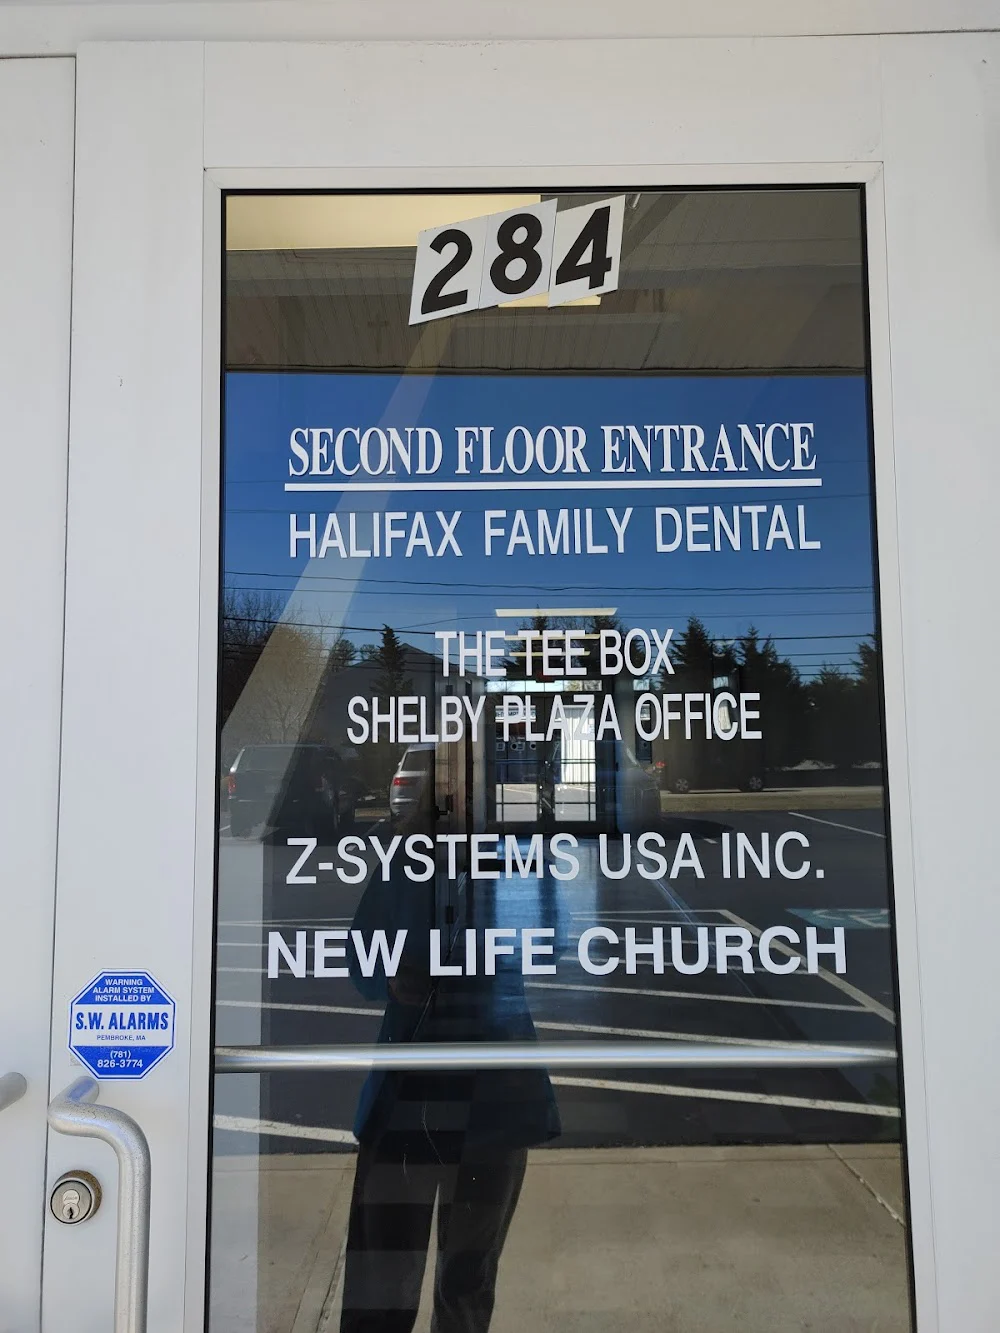 284
SECOND FLOOR ENTRANCE
HALIFAX FAMILY DENTAL
THE TEE BOX
SHELBY PLAZA OFFICE
Z-SYSTEMS USA INC.
NEW LIFE CHURCH
WARNING
ALARM SYSTEM
INSTALLED BY
S.W. ALARMS
PEMBROKE, MA
(781)
826-3774